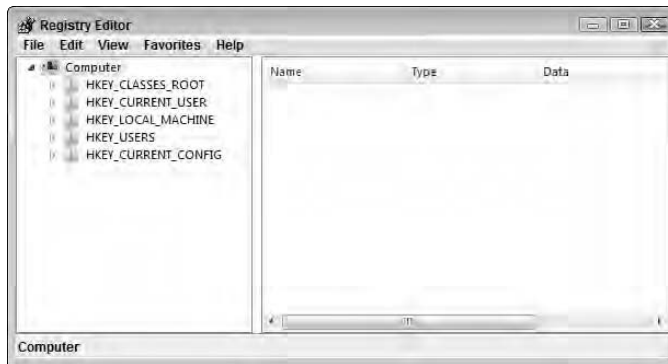 Registry Editor
File Edit View Favorites Help
Computer
HKEY_CLASSES_ROOT
HKEY_CURRENT_USER
HKEY_LOCAL_MACHINE
HKEY_USERS
HKEY_CURRENT_CONFIG
Name Type Data
Computer